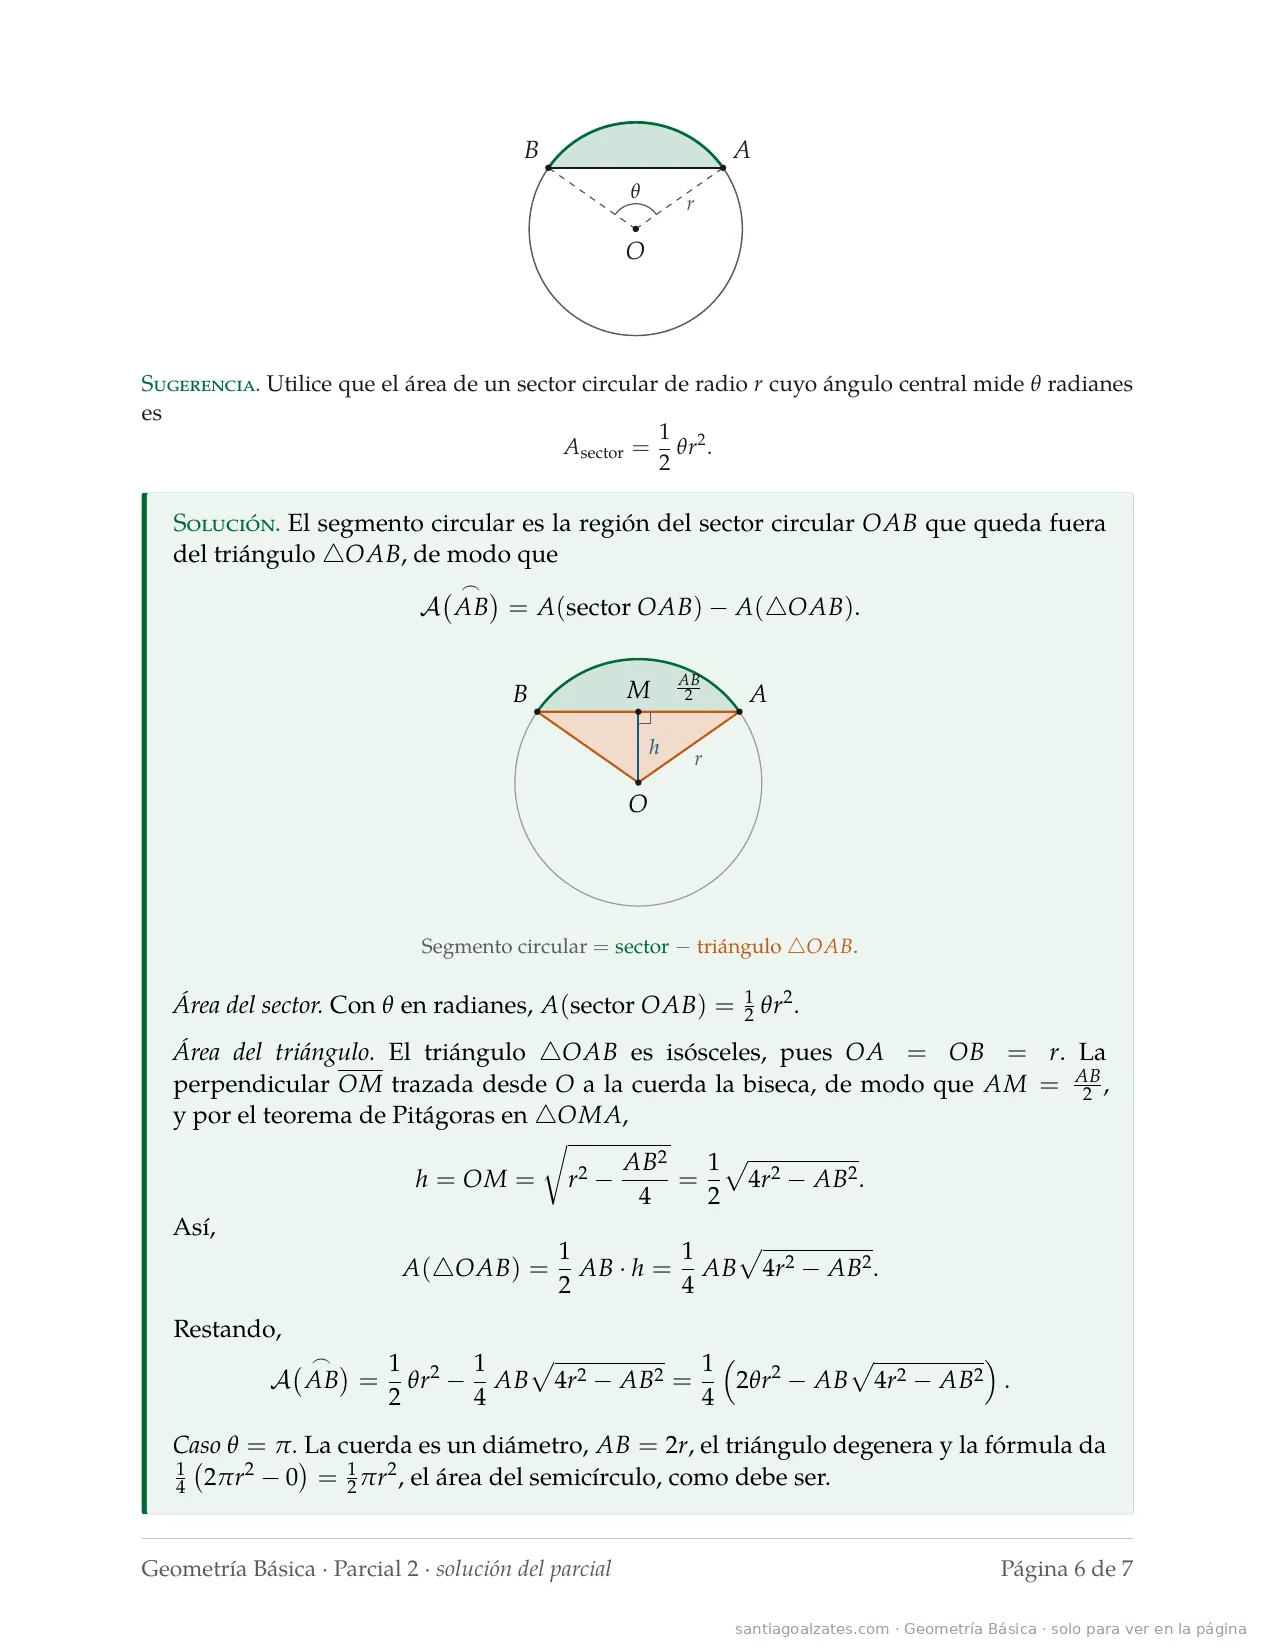 B
A
θ
r
O
Sugerencia. Utilice que el área de un sector circular de radio r cuyo ángulo central mide θ radianes
es
A_sector = 1/2 θr².
Solución. El segmento circular es la región del sector circular OAB que queda fuera
del triángulo △OAB, de modo que
𝒜(A͡B) = A(sector OAB) − A(△OAB).
B
M
AB/2
A
h
r
O
Segmento circular = sector − triángulo △OAB.
Área del sector. Con θ en radianes, A(sector OAB) = 1/2 θr².
Área del triángulo. El triángulo △OAB es isósceles, pues OA = OB = r. La
perpendicular O̅M̅ trazada desde O a la cuerda la biseca, de modo que AM = AB/2,
y por el teorema de Pitágoras en △OMA,
h = OM = √(r² − AB²/4) = 1/2 √(4r² − AB²).
Así,
A(△OAB) = 1/2 AB · h = 1/4 AB√(4r² − AB²).
Restando,
𝒜(A͡B) = 1/2 θr² − 1/4 AB√(4r² − AB²) = 1/4 (2θr² − AB√(4r² − AB²)).
Caso θ = π. La cuerda es un diámetro, AB = 2r, el triángulo degenera y la fórmula da
1/4 (2πr² − 0) = 1/2 πr², el área del semicírculo, como debe ser.
Geometría Básica · Parcial 2 · solución del parcial
Página 6 de 7
santiagoalzates.com · Geometría Básica · solo para ver en la página